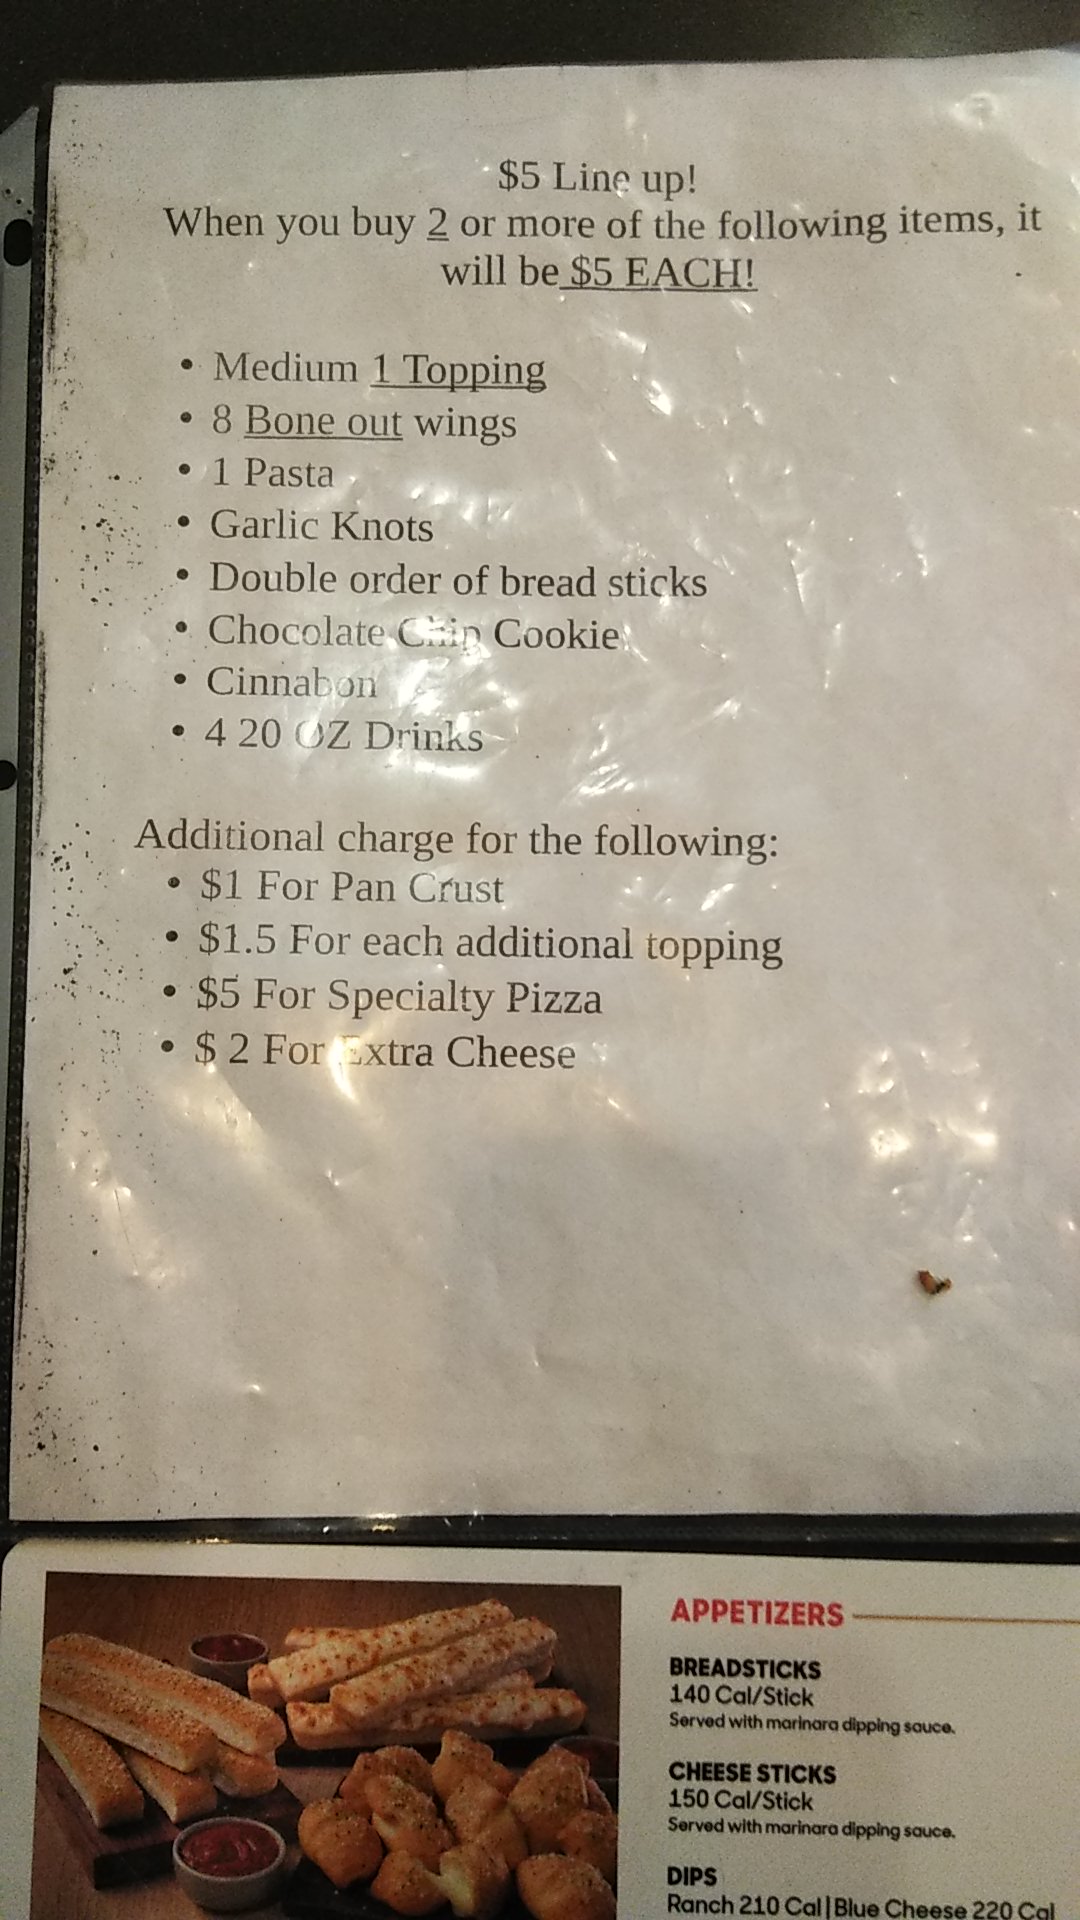 $5 Line up!
When you buy 2 or more of the following items, it
will be $5 EACH!
• Medium 1 Topping
• 8 Bone out wings
• 1 Pasta
• Garlic Knots
• Double order of bread sticks
• Chocolate Chip Cookie
• Cinnabon
• 4 20 OZ Drinks
Additional charge for the following:
• $1 For Pan Crust
• $1.5 For each additional topping
• $5 For Specialty Pizza
• $ 2 For Extra Cheese
APPETIZERS
BREADSTICKS
140 Cal/Stick
Served with marinara dipping sauce.
CHEESE STICKS
150 Cal/Stick
Served with marinara dipping sauce.
DIPS
Ranch 210 Cal|Blue Cheese 220 Cal